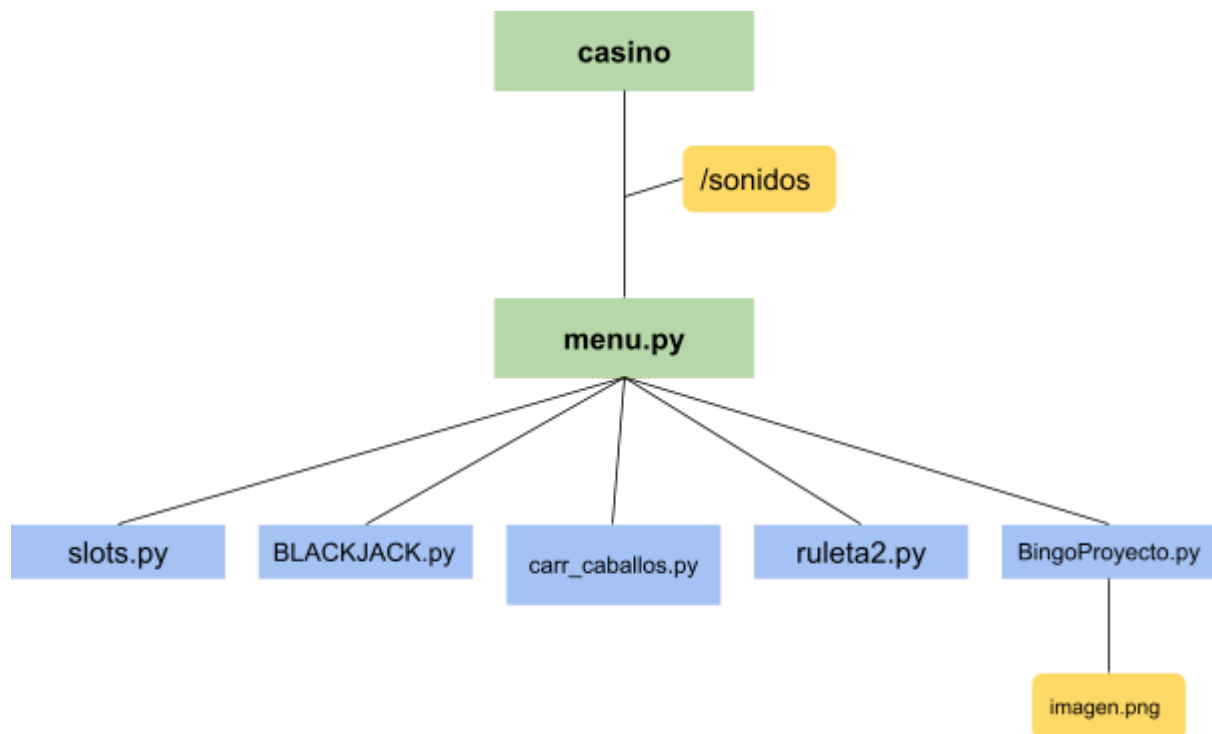 casino
/sonidos
menu.py
slots.py
BLACKJACK.py
carr_caballos.py
ruleta2.py
BingoProyecto.py
imagen.png